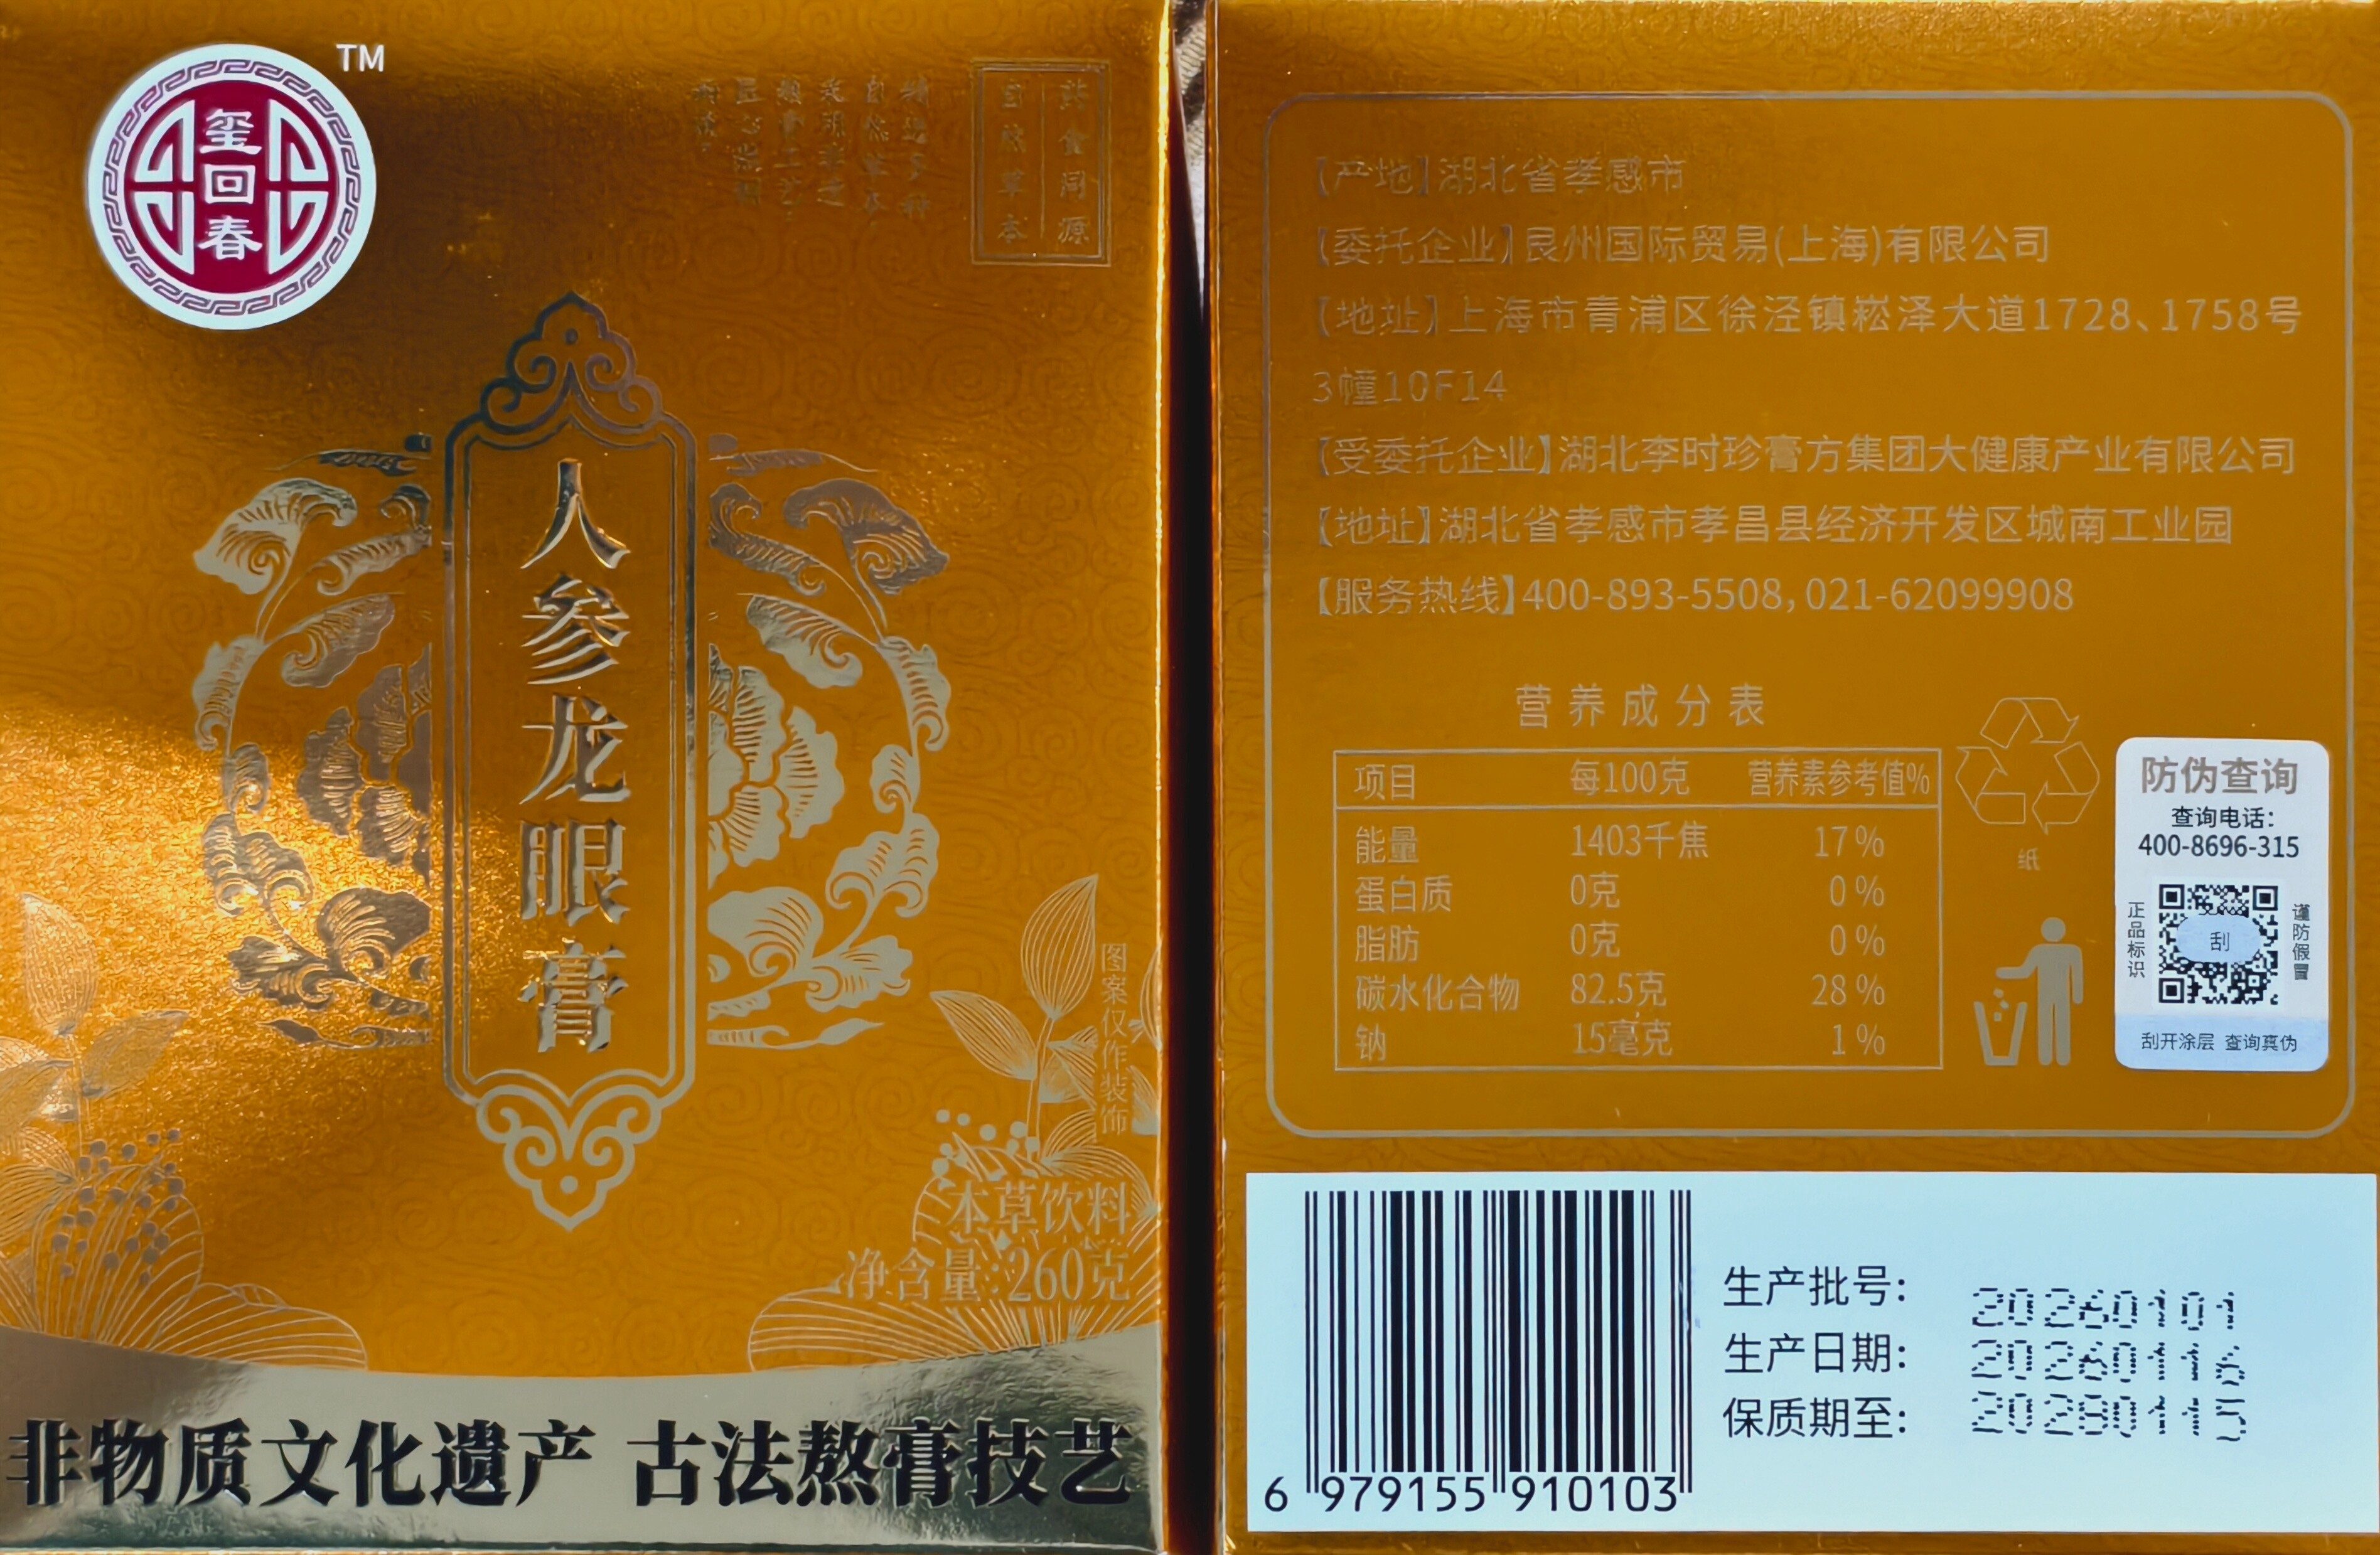 玺回春
TM
药食同源
自然草本
精选多种
自然草本,
人参龙眼膏
图案仅作装饰
本草饮料
净含量:260克
非物质文化遗产 古法熬膏技艺
【产地】湖北省孝感市
【委托企业】艮州国际贸易(上海)有限公司
【地址】上海市青浦区徐泾镇崧泽大道1728、1758号
3幢10F14
【受委托企业】湖北李时珍膏方集团大健康产业有限公司
【地址】湖北省孝感市孝昌县经济开发区城南工业园
【服务热线】400-893-5508,021-62099908
营养成分表
项目 每100克 营养素参考值%
能量 1403千焦 17%
蛋白质 0克 0%
脂肪 0克 0%
碳水化合物 82.5克 28%
钠 15毫克 1%
纸
防伪查询
查询电话:
400-8696-315
正品标识
刮
谨防假冒
刮开涂层 查询真伪
6 979155 910103
生产批号: 20260101
生产日期: 20260116
保质期至: 20280115